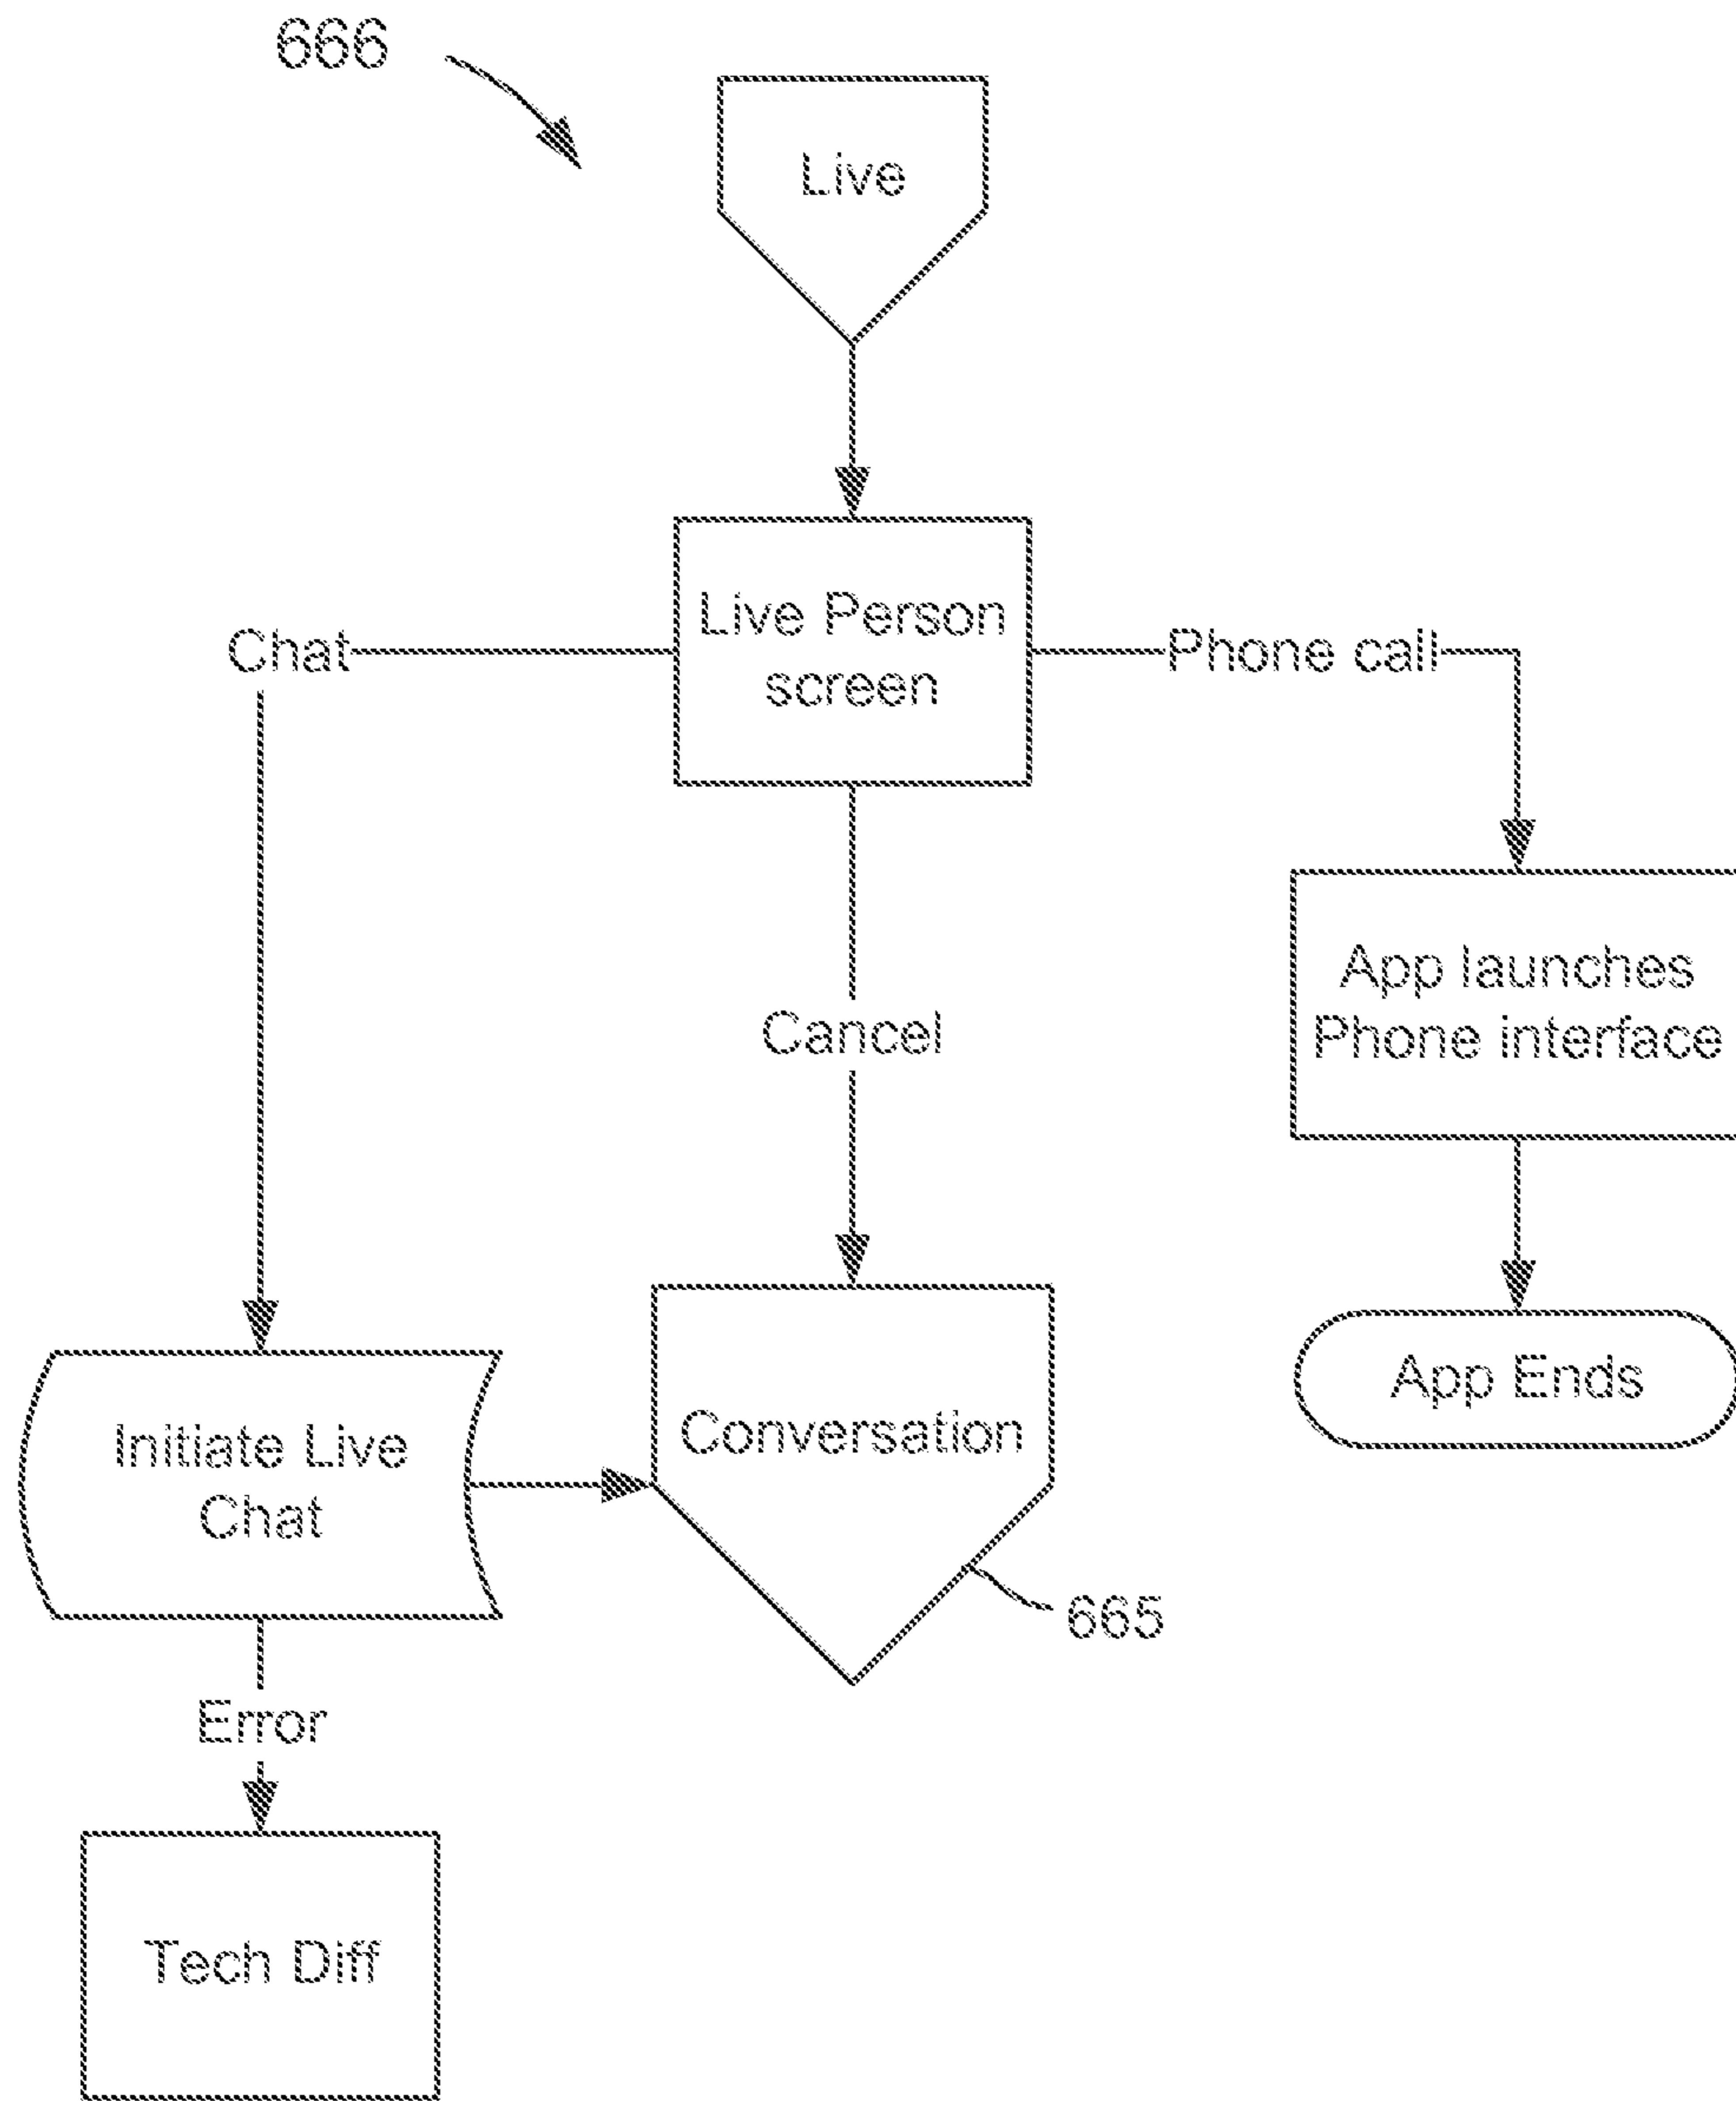 666
Live
Live Person
screen
Chat
Phone call
App launches
Phone interface
Cancel
App Ends
Conversation
Initiate Live
Chat
665
Error
Tech Diff